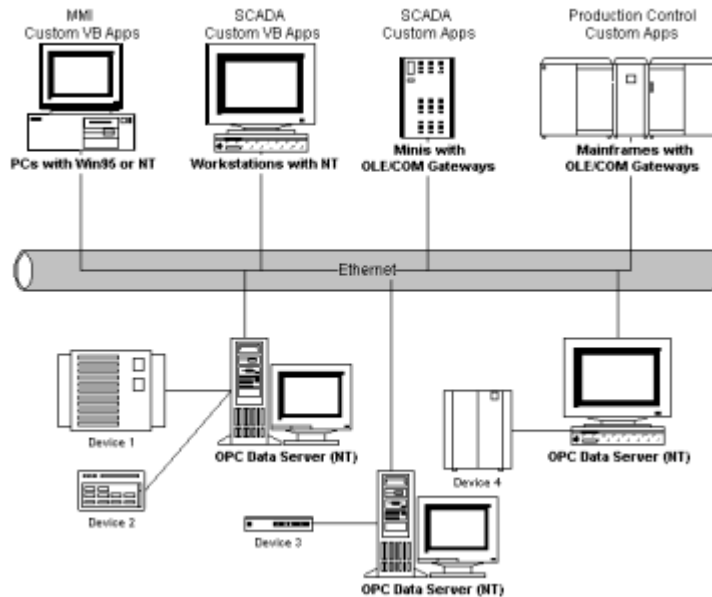 MMI
Custom VB Apps
SCADA
Custom VB Apps
SCADA
Custom Apps
Production Control
Custom Apps
PCs with Win95 or NT
Workstations with NT
Minis with
OLE/COM Gateways
Mainframes with
OLE/COM Gateways
Ethernet
Device 1
OPC Data Server (NT)
Device 2
Device 4
OPC Data Server (NT)
Device 3
OPC Data Server (NT)